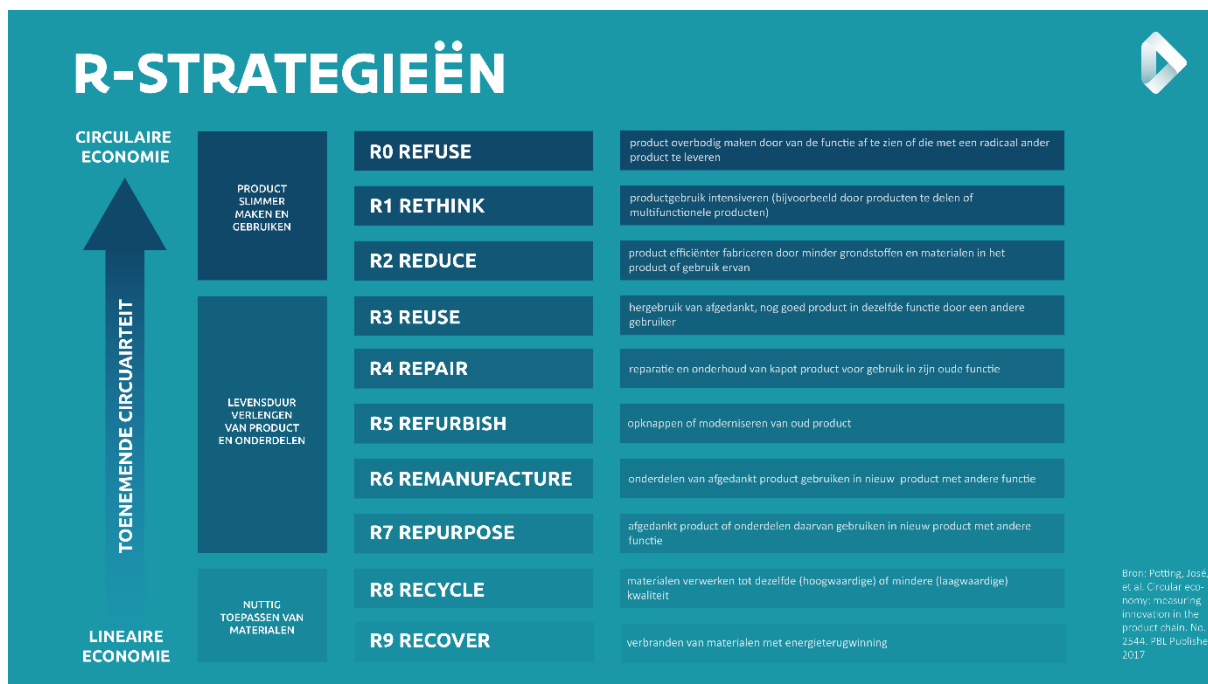 R-STRATEGIEËN
CIRCULAIRE
ECONOMIE
TOENEMENDE CIRCUAIRTEIT
LINEAIRE
ECONOMIE
PRODUCT
SLIMMER
MAKEN EN
GEBRUIKEN
R0 REFUSE
product overbodig maken door van de functie af te zien of die met een radicaal ander
product te leveren
R1 RETHINK
productgebruik intensiveren (bijvoorbeeld door producten te delen of
multifunctionele producten)
R2 REDUCE
product efficiënter fabriceren door minder grondstoffen en materialen in het
product of gebruik ervan
LEVENSDUUR
VERLENGEN
VAN PRODUCT
EN ONDERDELEN
R3 REUSE
hergebruik van afgedankt, nog goed product in dezelfde functie door een andere
gebruiker
R4 REPAIR
reparatie en onderhoud van kapot product voor gebruik in zijn oude functie
R5 REFURBISH
opknappen of moderniseren van oud product
R6 REMANUFACTURE
onderdelen van afgedankt product gebruiken in nieuw product met andere functie
R7 REPURPOSE
afgedankt product of onderdelen daarvan gebruiken in nieuw product met andere
functie
NUTTIG
TOEPASSEN VAN
MATERIALEN
R8 RECYCLE
materialen verwerken tot dezelfde (hoogwaardige) of mindere (laagwaardige)
kwaliteit
R9 RECOVER
verbranden van materialen met energieterugwinning
Bron: Potting, José,
et al. Circular eco-
nomy: measuring
innovation in the
product chain. No.
2544. PBL Publishe
2017